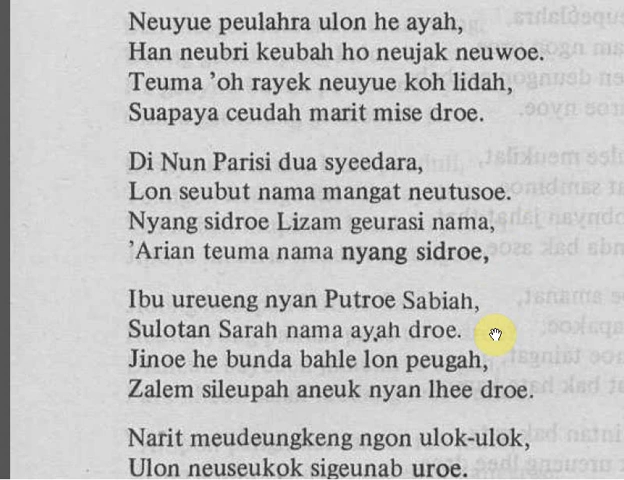 Neuyue peulahra ulon he ayah,
Han neubri keubah ho neujak neuwoe.
Teuma 'oh rayek neuyue koh lidah,
Suapaya ceudah marit mise droe.
Di Nun Parisi dua syeedara,
Lon seubut nama mangat neutusoe.
Nyang sidroe Lizam geurasi nama,
'Arian teuma nama nyang sidroe,
Ibu ureueng nyan Putroe Sabiah,
Sulotan Sarah nama ayah droe.
Jinoe he bunda bahle lon peugah,
Zalem sileupah aneuk nyan lhee droe.
Narit meudeungkeng ngon ulok-ulok,
Ulon neuseukok sigeunab uroe.